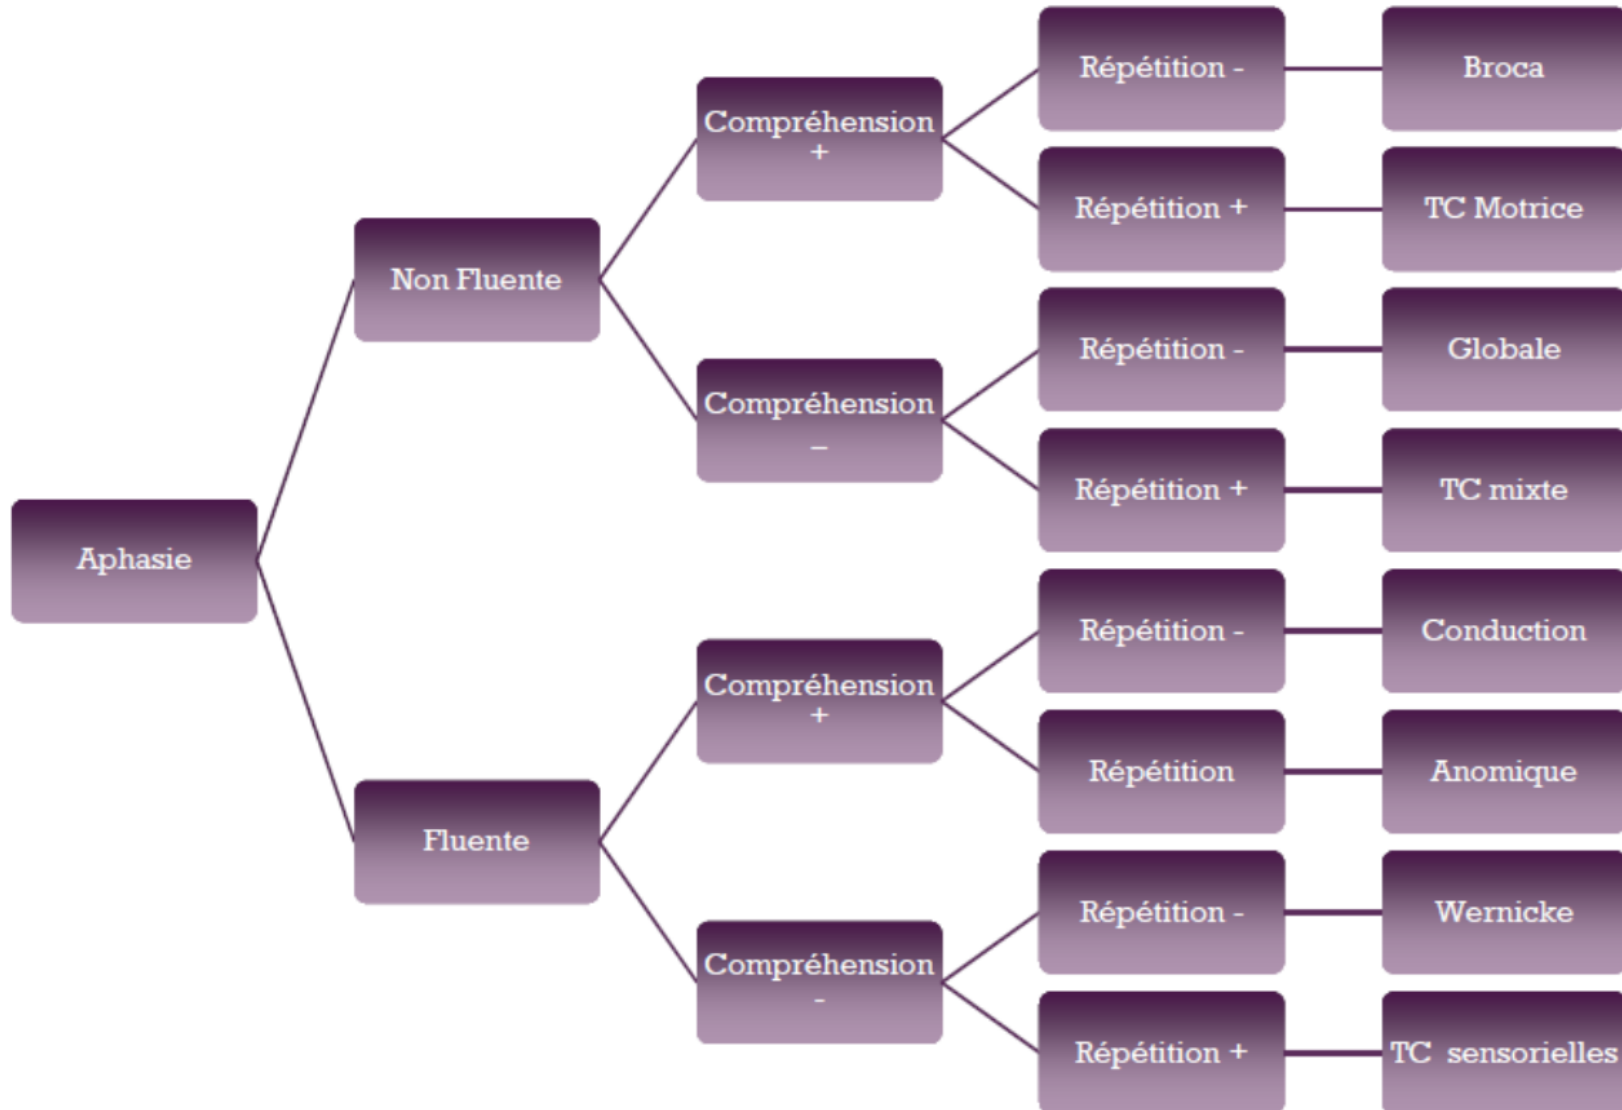 Répétition -
Broca
Compréhension
+
Répétition +
TC Motrice
Non Fluente
Répétition -
Globale
Compréhension
–
Répétition +
TC mixte
Aphasie
Répétition -
Conduction
Compréhension
+
Répétition
Anomique
Fluente
Répétition -
Wernicke
Compréhension
-
Répétition +
TC sensorielles